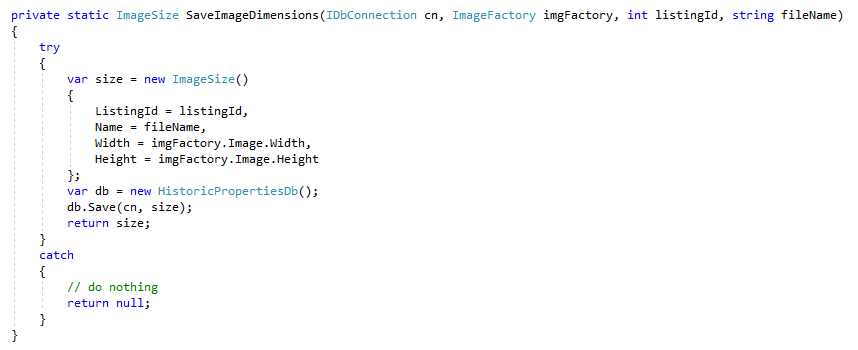 private static ImageSize SaveImageDimensions(IDbConnection cn, ImageFactory imgFactory, int listingId, string fileName)
{
    try
    {
        var size = new ImageSize()
        {
            ListingId = listingId,
            Name = fileName,
            Width = imgFactory.Image.Width,
            Height = imgFactory.Image.Height
        };
        var db = new HistoricPropertiesDb();
        db.Save(cn, size);
        return size;
    }
    catch
    {
        // do nothing
        return null;
    }
}